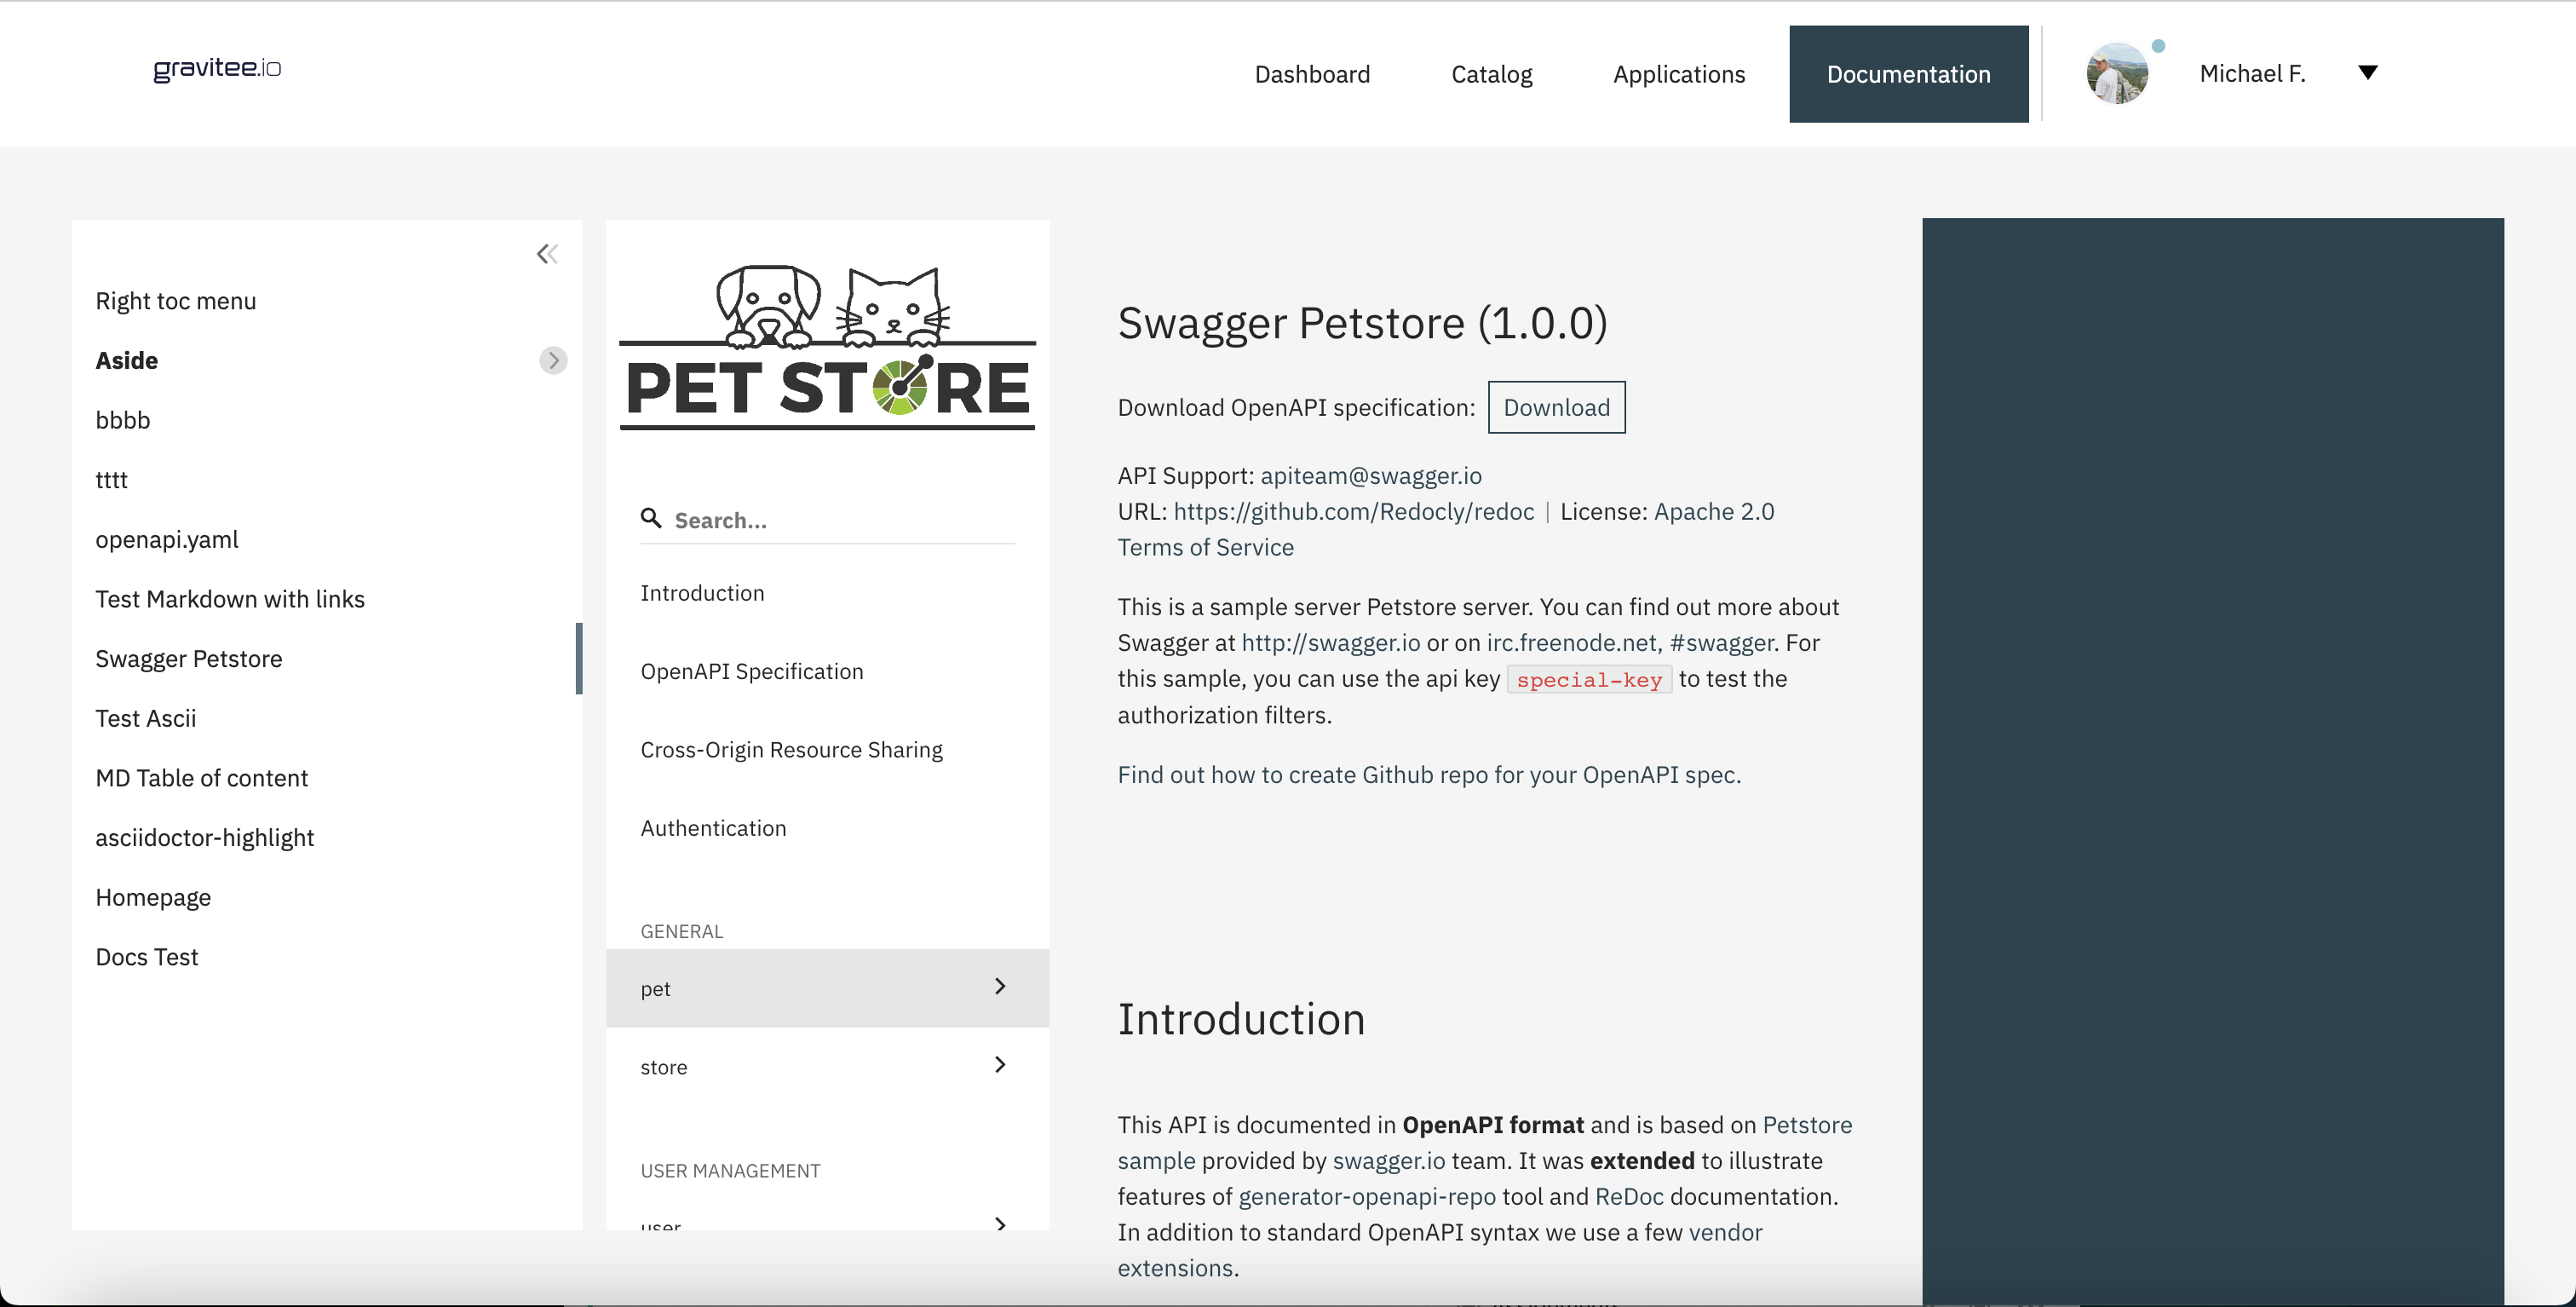 gravitee.io
Dashboard
Catalog
Applications
Documentation
Michael F.
Right toc menu
Aside
bbbb
tttt
openapi.yaml
Test Markdown with links
Swagger Petstore
Test Ascii
MD Table of content
asciidoctor-highlight
Homepage
Docs Test
PET STORE
Search...
Introduction
OpenAPI Specification
Cross-Origin Resource Sharing
Authentication
GENERAL
pet
store
USER MANAGEMENT
user
Swagger Petstore (1.0.0)
Download OpenAPI specification: Download
API Support: apiteam@swagger.io
URL: https://github.com/Redocly/redoc | License: Apache 2.0
Terms of Service
This is a sample server Petstore server. You can find out more about
Swagger at http://swagger.io or on irc.freenode.net, #swagger. For
this sample, you can use the api key special-key to test the
authorization filters.
Find out how to create Github repo for your OpenAPI spec.
Introduction
This API is documented in OpenAPI format and is based on Petstore
sample provided by swagger.io team. It was extended to illustrate
features of generator-openapi-repo tool and ReDoc documentation.
In addition to standard OpenAPI syntax we use a few vendor
extensions.